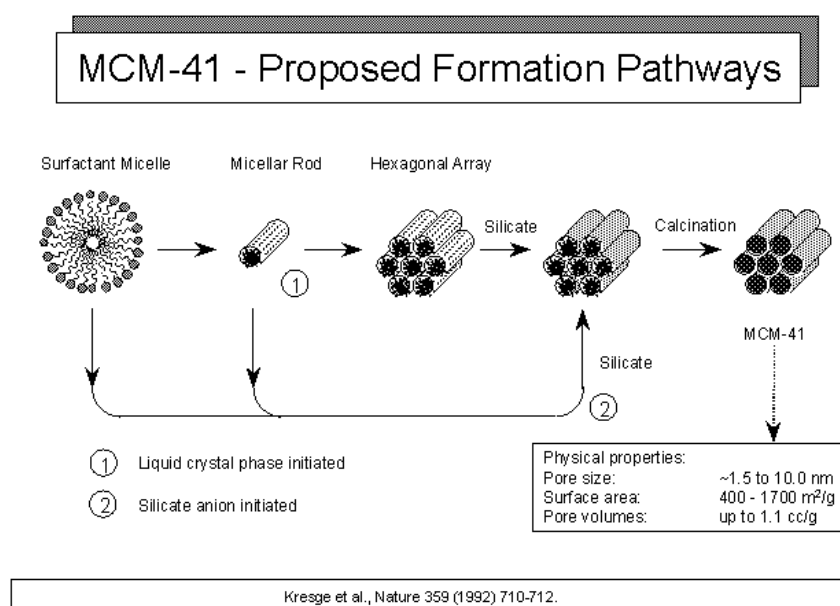 MCM-41 - Proposed Formation Pathways
Surfactant Micelle
Micellar Rod
Hexagonal Array
Silicate
Calcination
1
MCM-41
Silicate
2
1 Liquid crystal phase initiated
2 Silicate anion initiated
Physical properties:
Pore size: ~1.5 to 10.0 nm
Surface area: 400 - 1700 m²/g
Pore volumes: up to 1.1 cc/g
Kresge et al., Nature 359 (1992) 710-712.